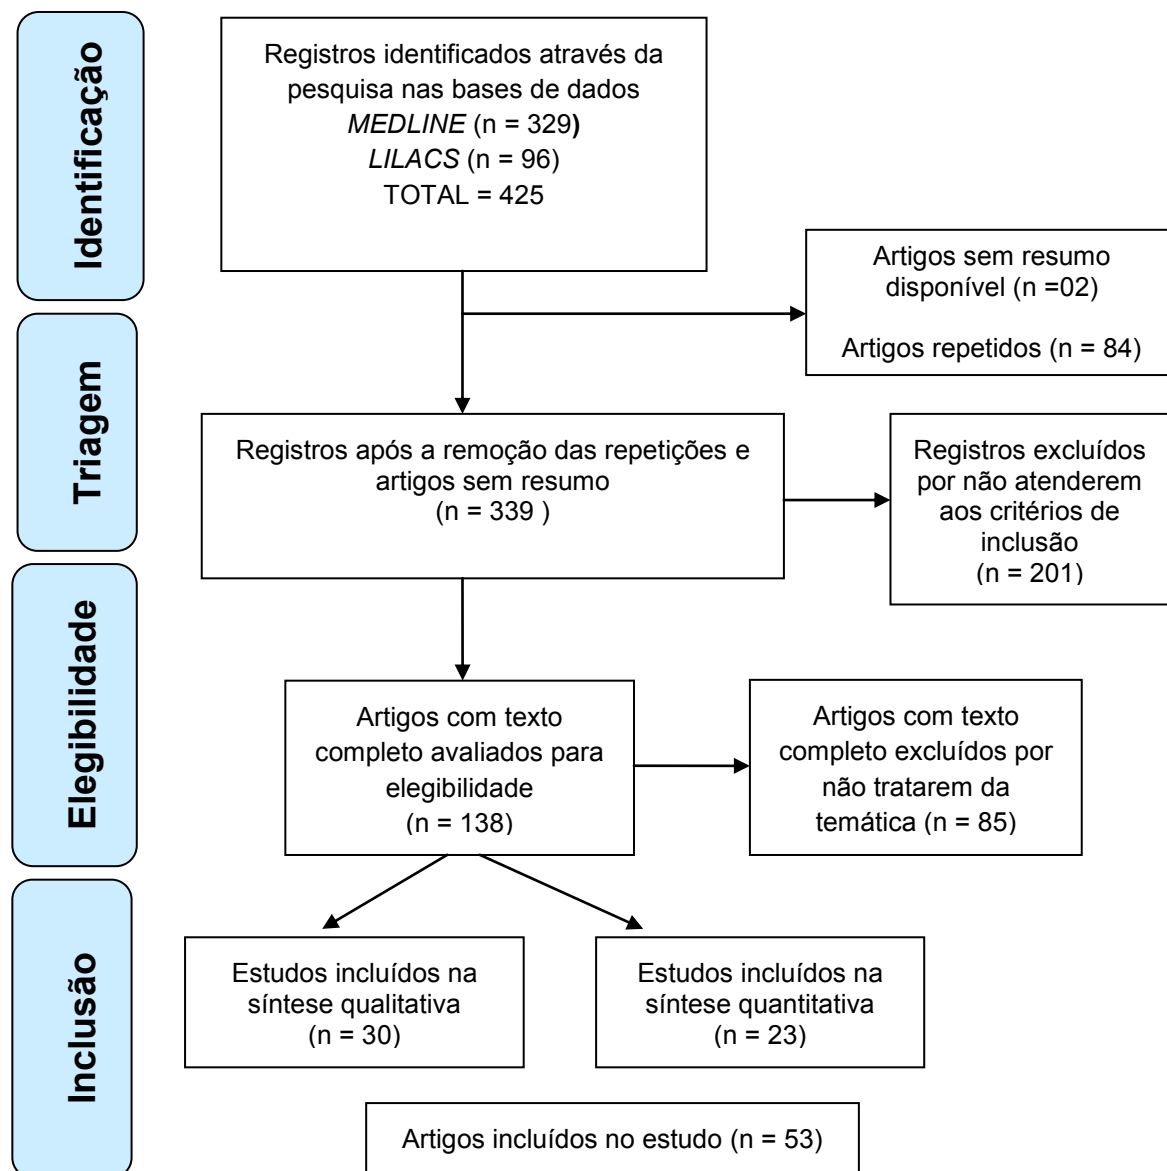 Identificação
Registros identificados através da
pesquisa nas bases de dados
MEDLINE (n = 329)
LILACS (n = 96)
TOTAL = 425
Artigos sem resumo
disponível (n =02)
Artigos repetidos (n = 84)
Triagem
Registros após a remoção das repetições e
artigos sem resumo
(n = 339 )
Registros excluídos
por não atenderem
aos critérios de
inclusão
(n = 201)
Elegibilidade
Artigos com texto
completo avaliados para
elegibilidade
(n = 138)
Artigos com texto
completo excluídos por
não tratarem da
temática (n = 85)
Inclusão
Estudos incluídos na
síntese qualitativa
(n = 30)
Estudos incluídos na
síntese quantitativa
(n = 23)
Artigos incluídos no estudo (n = 53)